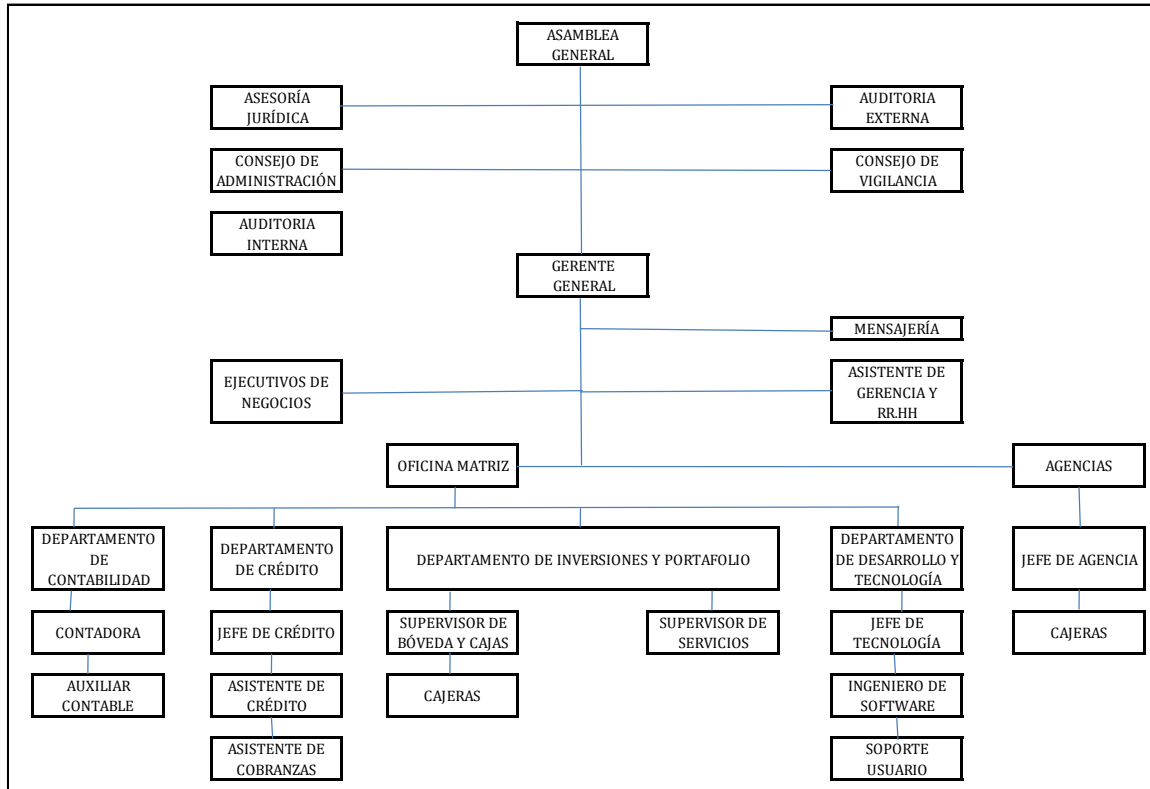 ASAMBLEA
GENERAL
ASESORÍA
JURÍDICA
AUDITORIA
EXTERNA
CONSEJO DE
ADMINISTRACIÓN
CONSEJO DE
VIGILANCIA
AUDITORIA
INTERNA
GERENTE
GENERAL
MENSAJERÍA
EJECUTIVOS DE
NEGOCIOS
ASISTENTE DE
GERENCIA Y
RR.HH
OFICINA MATRIZ
AGENCIAS
DEPARTAMENTO
DE
CONTABILIDAD
DEPARTAMENTO
DE CRÉDITO
DEPARTAMENTO DE INVERSIONES Y PORTAFOLIO
DEPARTAMENTO
DE DESARROLLO Y
TECNOLOGÍA
JEFE DE AGENCIA
CONTADORA
JEFE DE CRÉDITO
SUPERVISOR DE
BÓVEDA Y CAJAS
SUPERVISOR DE
SERVICIOS
JEFE DE
TECNOLOGÍA
CAJERAS
AUXILIAR
CONTABLE
ASISTENTE DE
CRÉDITO
CAJERAS
INGENIERO DE
SOFTWARE
ASISTENTE DE
COBRANZAS
SOPORTE
USUARIO